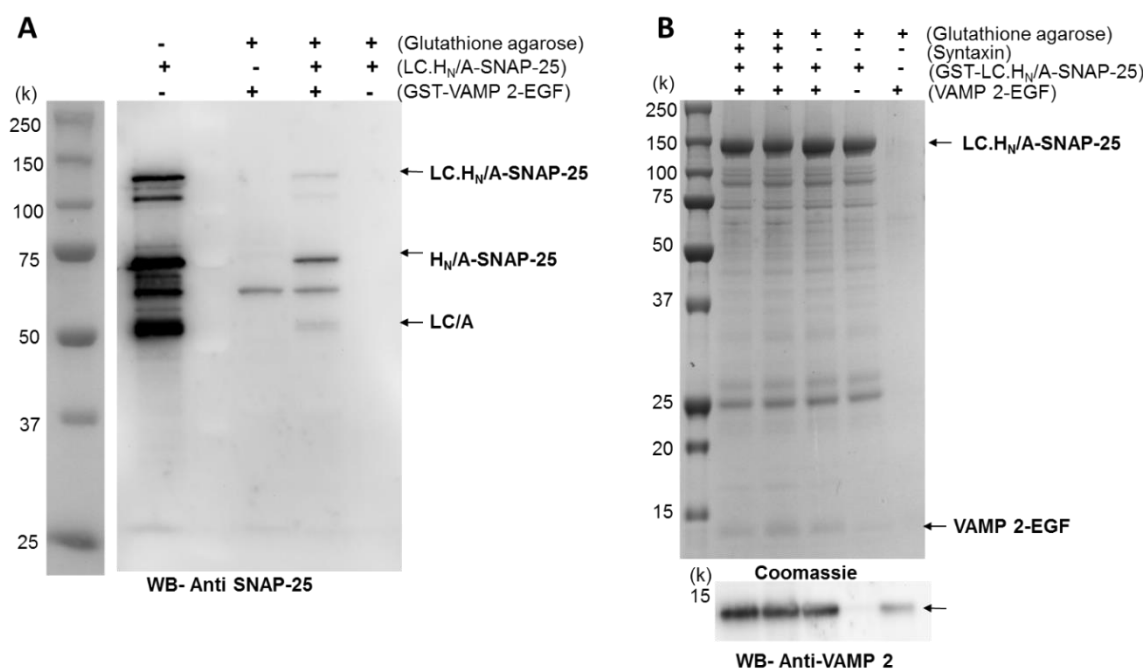 A
- + + + (Glutathione agarose)
+ - + + (LC.HN/A-SNAP-25)
- + + - (GST-VAMP 2-EGF)
(k)
250
150
100
75
50
37
25
LC.HN/A-SNAP-25
HN/A-SNAP-25
LC/A
WB- Anti SNAP-25
B
+ + + + + (Glutathione agarose)
+ + - - - (Syntaxin)
+ + + + - (GST-LC.HN/A-SNAP-25)
+ + + - + (VAMP 2-EGF)
(k)
250
150
100
75
50
37
25
20
15
LC.HN/A-SNAP-25
VAMP 2-EGF
Coomassie
(k)
15
WB- Anti-VAMP 2